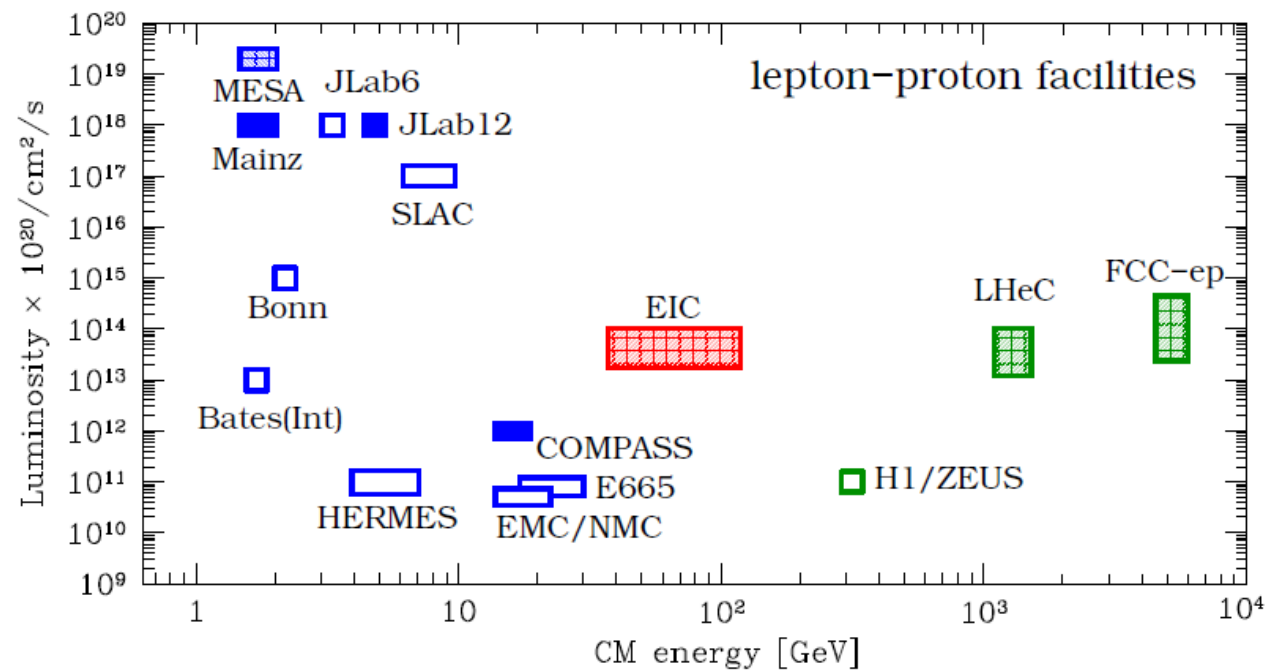 10²⁰
10¹⁹
10¹⁸
10¹⁷
10¹⁶
10¹⁵
10¹⁴
10¹³
10¹²
10¹¹
10¹⁰
10⁹
Luminosity × 10²⁰/cm²/s
lepton−proton facilities
MESA
JLab6
JLab12
Mainz
SLAC
Bonn
EIC
LHeC
FCC−ep
Bates(Int)
COMPASS
E665
H1/ZEUS
HERMES
EMC/NMC
1
10
10²
10³
10⁴
CM energy [GeV]